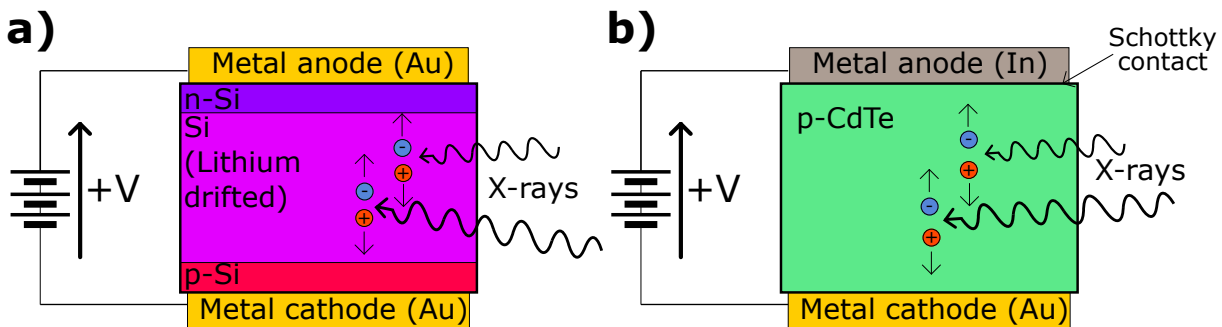 a)
Metal anode (Au)
n-Si
Si
(Lithium
drifted)
+V
-
+
-
+
X-rays
p-Si
Metal cathode (Au)
b)
Schottky
contact
Metal anode (In)
p-CdTe
+V
-
+
-
+
X-rays
Metal cathode (Au)